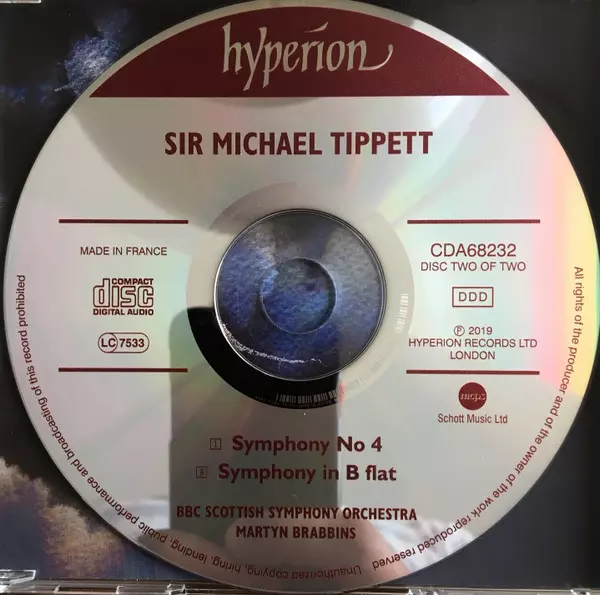 hyperion
SIR MICHAEL TIPPETT
MADE IN FRANCE
COMPACT
disc
DIGITAL AUDIO
LC 7533
CDA68232
DISC TWO OF TWO
DDD
℗ 2019
HYPERION RECORDS LTD
LONDON
mcps
Schott Music Ltd
1 Symphony No 4
Symphony in B flat
BBC SCOTTISH SYMPHONY ORCHESTRA
MARTYN BRABBINS
All rights of the producer and of the owner of the work reproduced reserved. Unauthorized copying, hiring, lending, public performance and broadcasting of this record prohibited